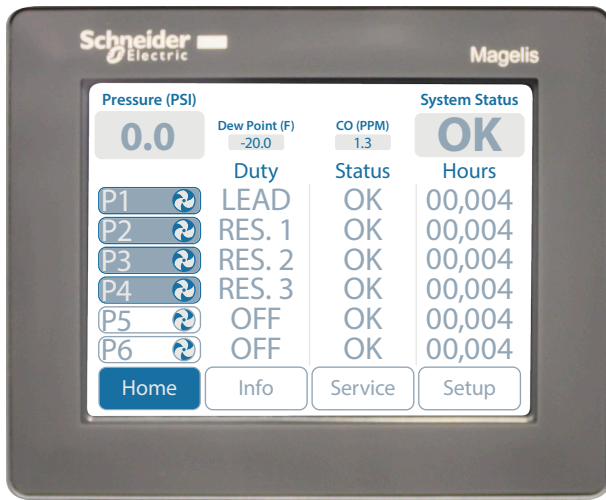 Schneider
Electric
Magelis
Pressure (PSI)
System Status
0.0
Dew Point (F)
CO (PPM)
OK
-20.0
1.3
Duty
Status
Hours
P1 LEAD OK 00,004
P2 RES. 1 OK 00,004
P3 RES. 2 OK 00,004
P4 RES. 3 OK 00,004
P5 OFF OK 00,004
P6 OFF OK 00,004
Home
Info
Service
Setup